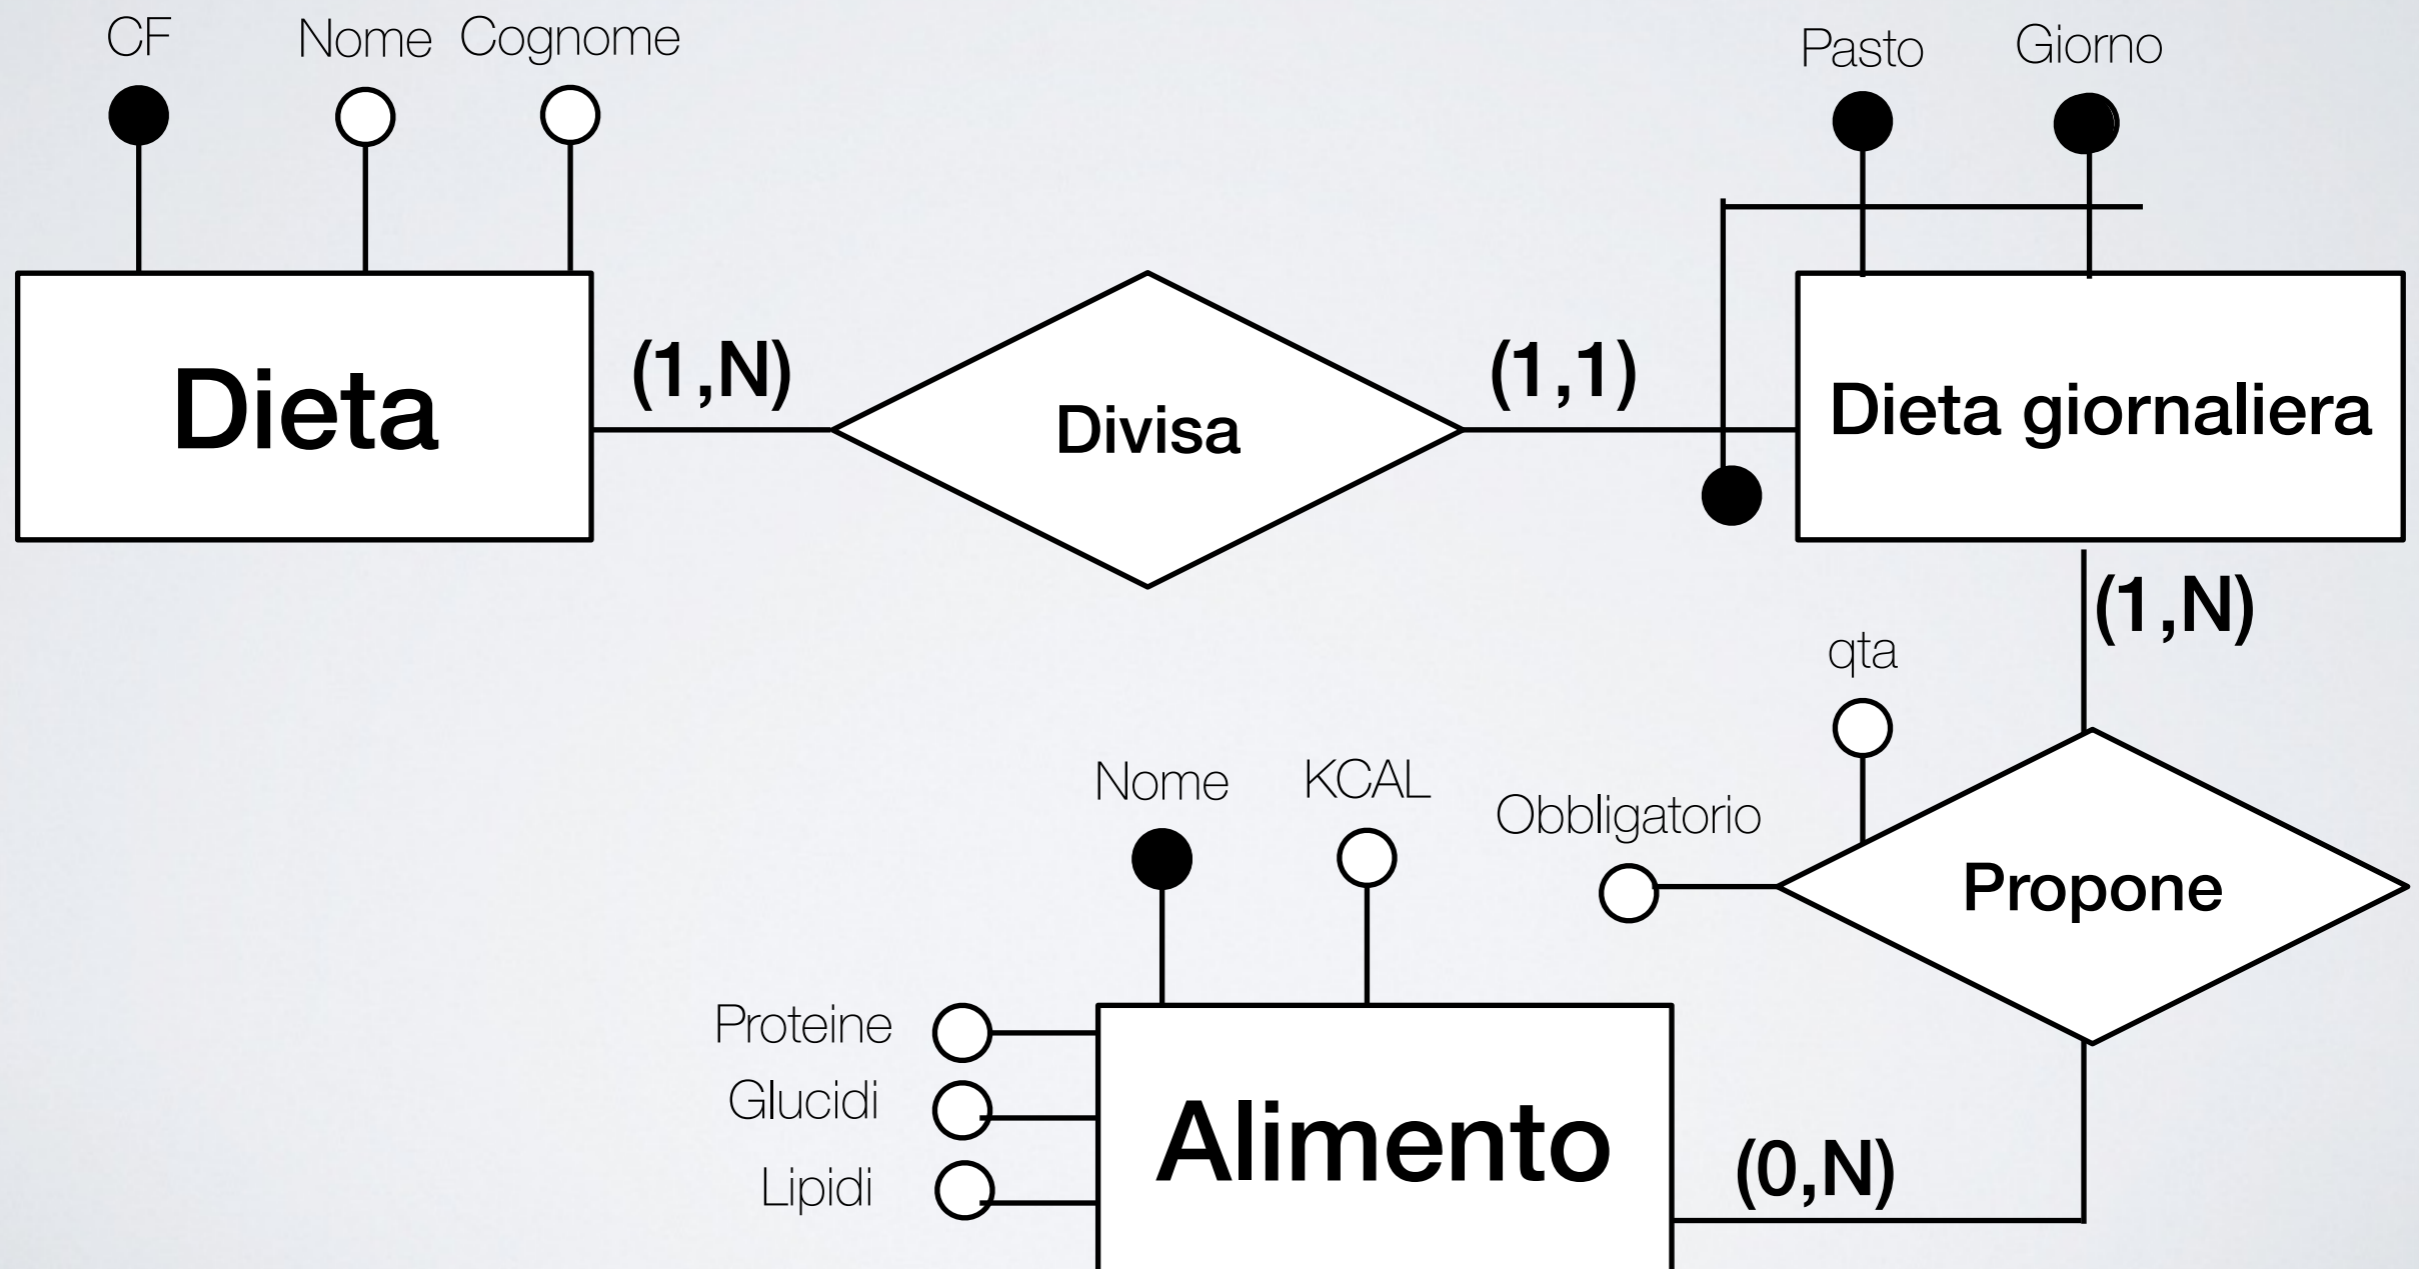 CF
Nome
Cognome
Pasto
Giorno
Dieta
(1,N)
Divisa
(1,1)
Dieta giornaliera
(1,N)
qta
Obbligatorio
Propone
Nome
KCAL
Proteine
Glucidi
Lipidi
Alimento
(0,N)